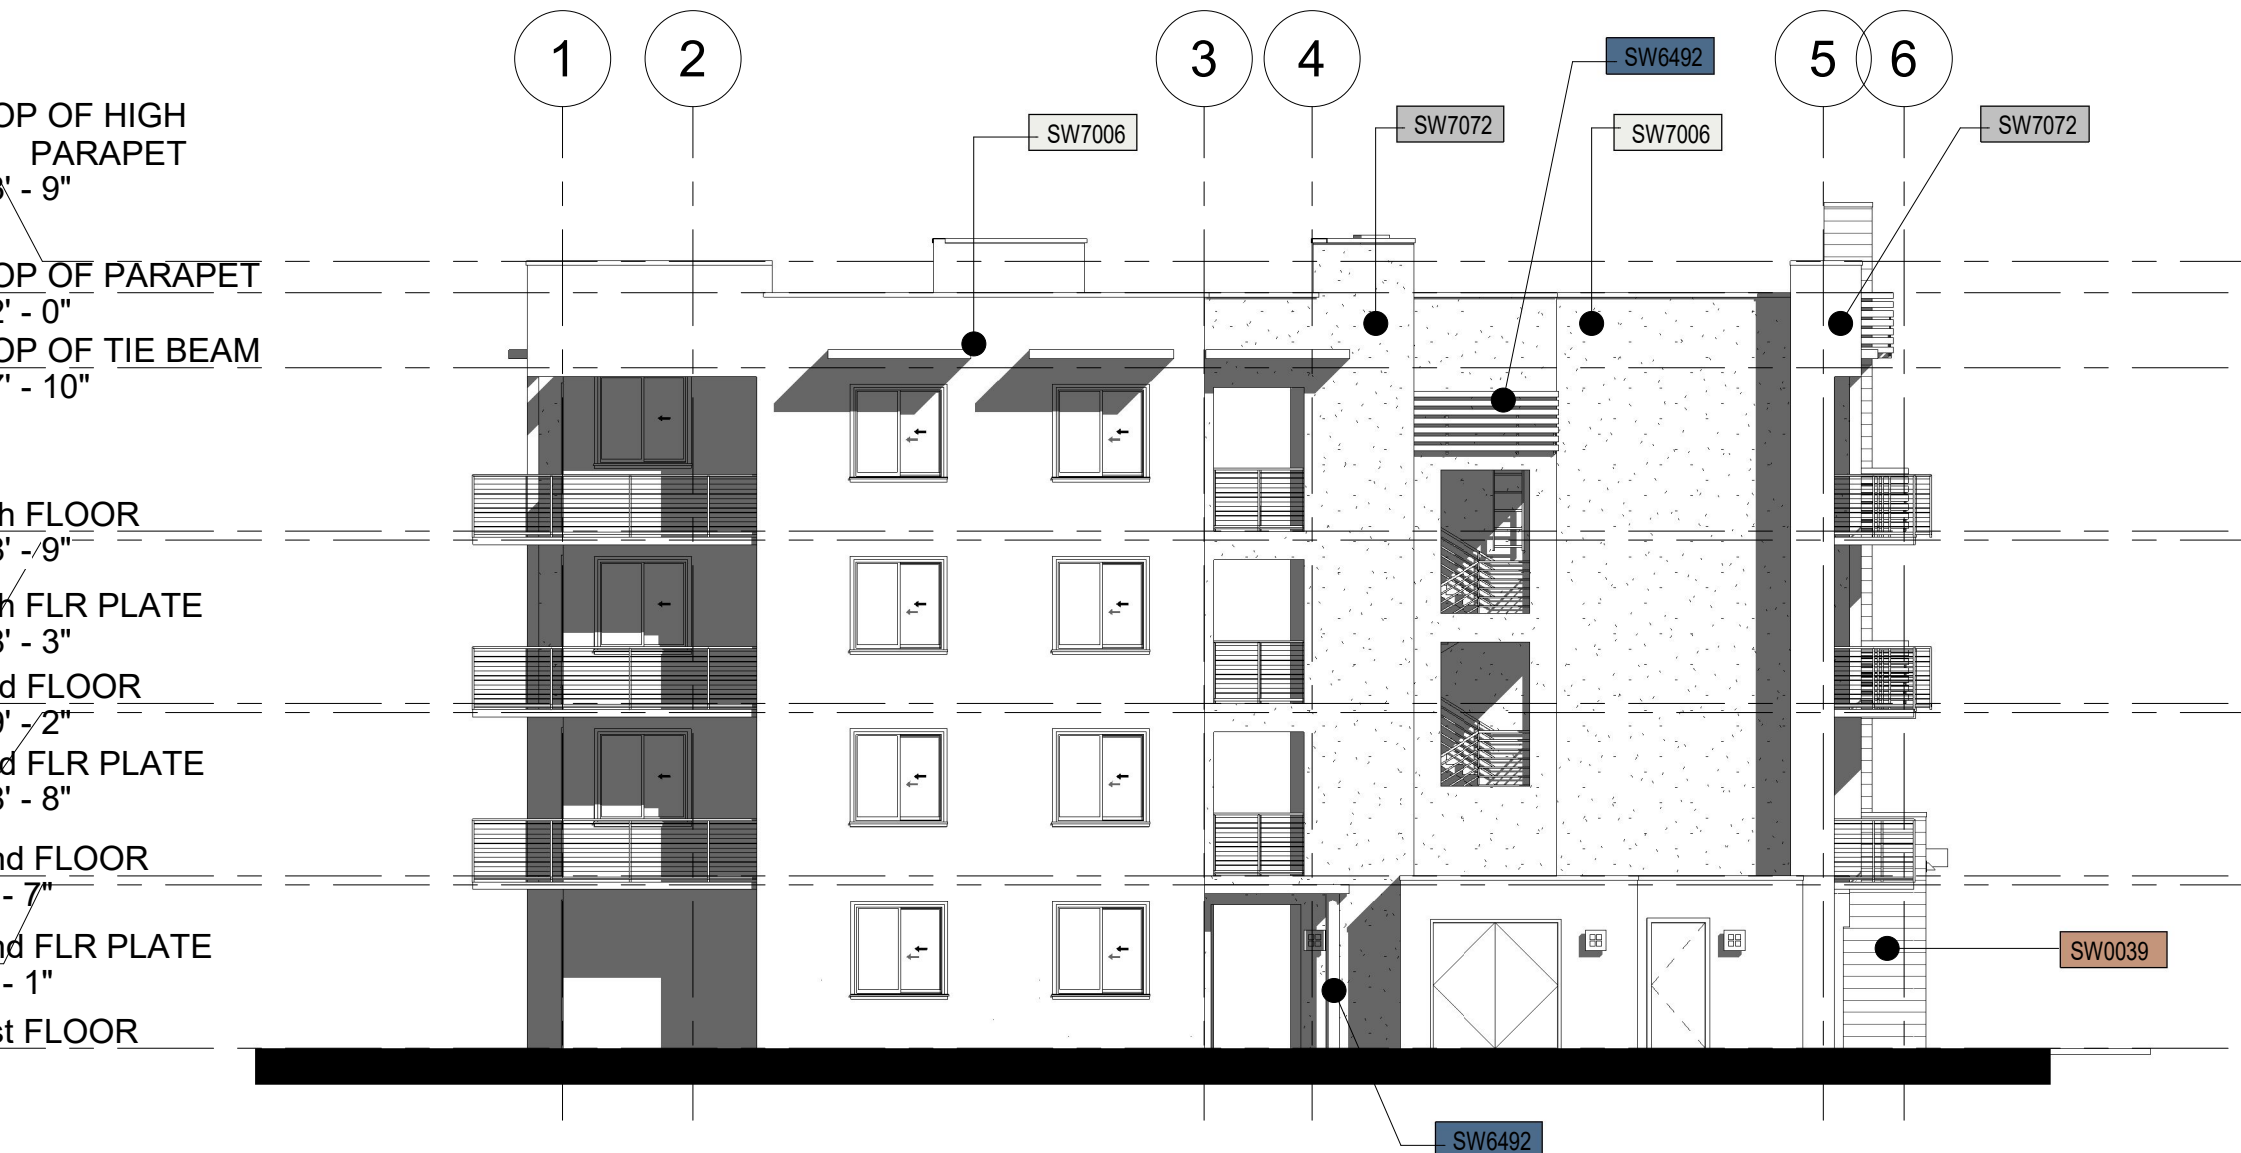 1
2
3
4
5
6
SW6492
SW7006
SW7072
SW7006
SW7072
OP OF HIGH
PARAPET
' - 9"
OP OF PARAPET
' - 0"
OP OF TIE BEAM
' - 10"
h FLOOR
' - 9"
h FLR PLATE
' - 3"
d FLOOR
' - 2"
d FLR PLATE
' - 8"
nd FLOOR
- 7"
nd FLR PLATE
- 1"
st FLOOR
SW0039
SW6492